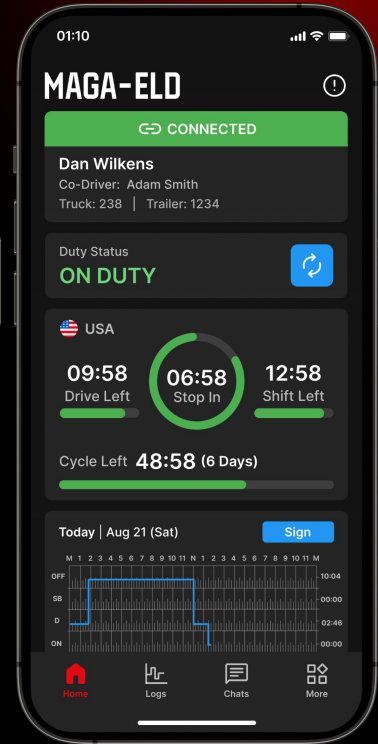 01:10
MAGA-ELD
CONNECTED
Dan Wilkens
Co-Driver: Adam Smith
Truck: 238 | Trailer: 1234
Duty Status
ON DUTY
USA
09:58
Drive Left
06:58
Stop In
12:58
Shift Left
Cycle Left 48:58 (6 Days)
Today | Aug 21 (Sat)
Sign
M 1 2 3 4 5 6 7 8 9 10 11 N 1 2 3 4 5 6 7 8 9 10 11 M
OFF 10:04
SB 00:00
D 02:46
ON 00:00
Home Logs Chats More